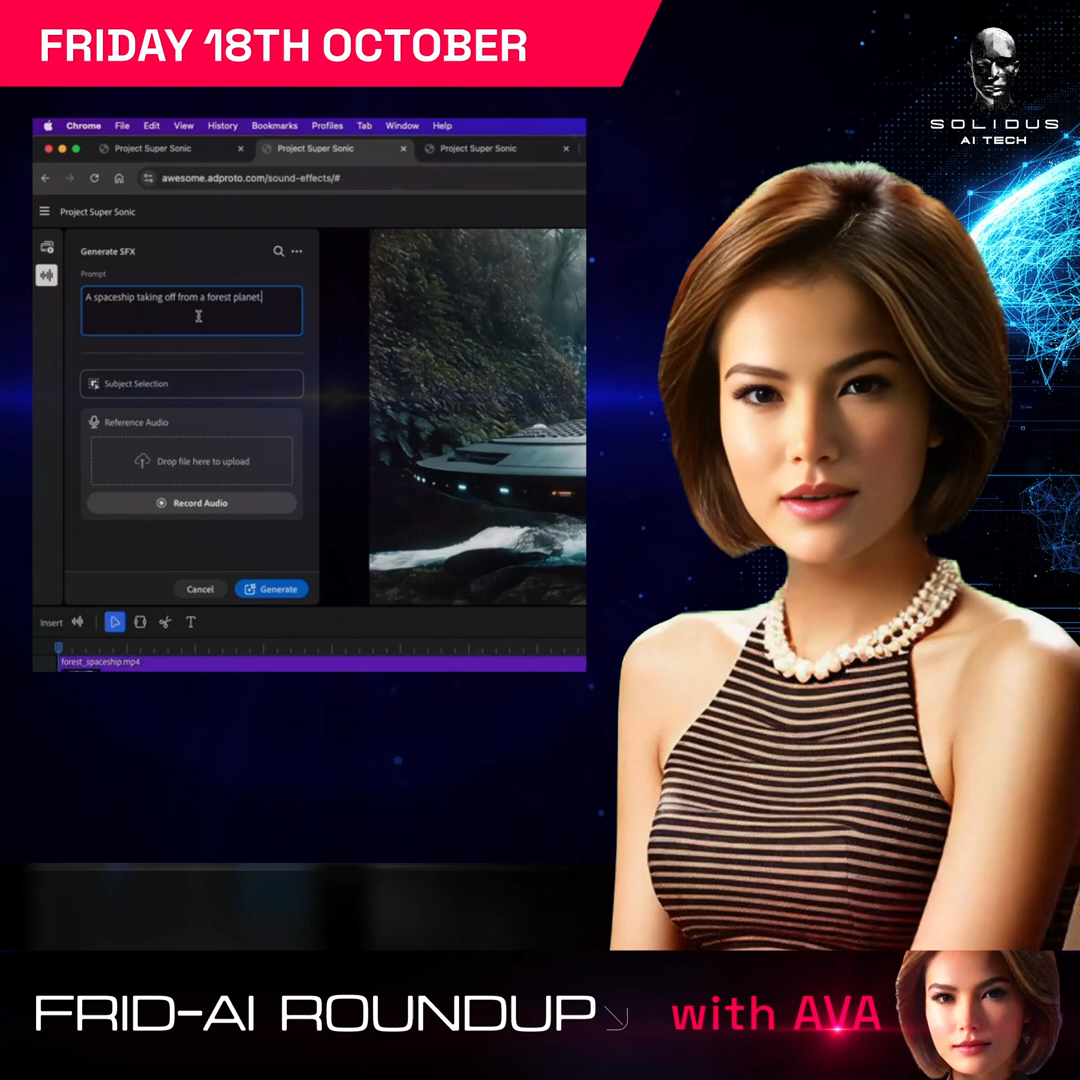 FRIDAY 18TH OCTOBER
SOLIDUS
AI TECH
Chrome File Edit View History Bookmarks Profiles Tab Window Help
Project Super Sonic Project Super Sonic Project Super Sonic
awesome.adproto.com/sound-effects/#
Project Super Sonic
Generate SFX
Prompt
A spaceship taking off from a forest planet.
Subject Selection
Reference Audio
Drop file here to upload
Record Audio
Cancel Generate
Insert T
forest_spaceship.mp4
FRID-AI ROUNDUP with AVA